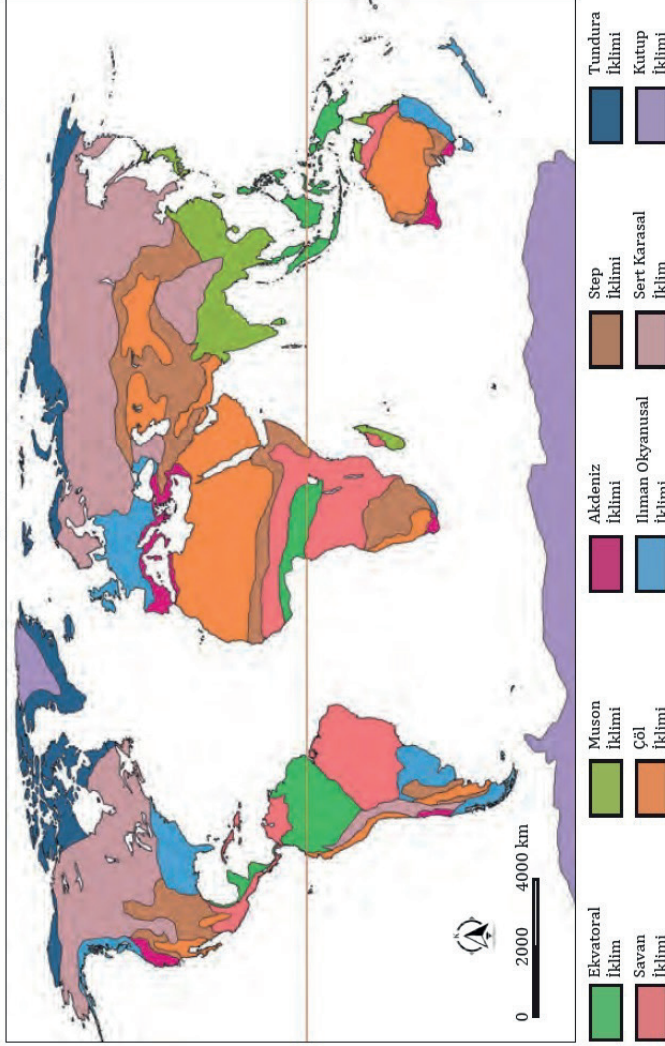 K
0 2000 4000 km
Ekvatoral
İklim
Muson
İklimi
Akdeniz
İklimi
Step
İklimi
Tundura
İklimi
Savan
İklimi
Çöl
İklimi
Ilıman Okyanusal
İklimi
Sert Karasal
İklim
Kutup
İklimi